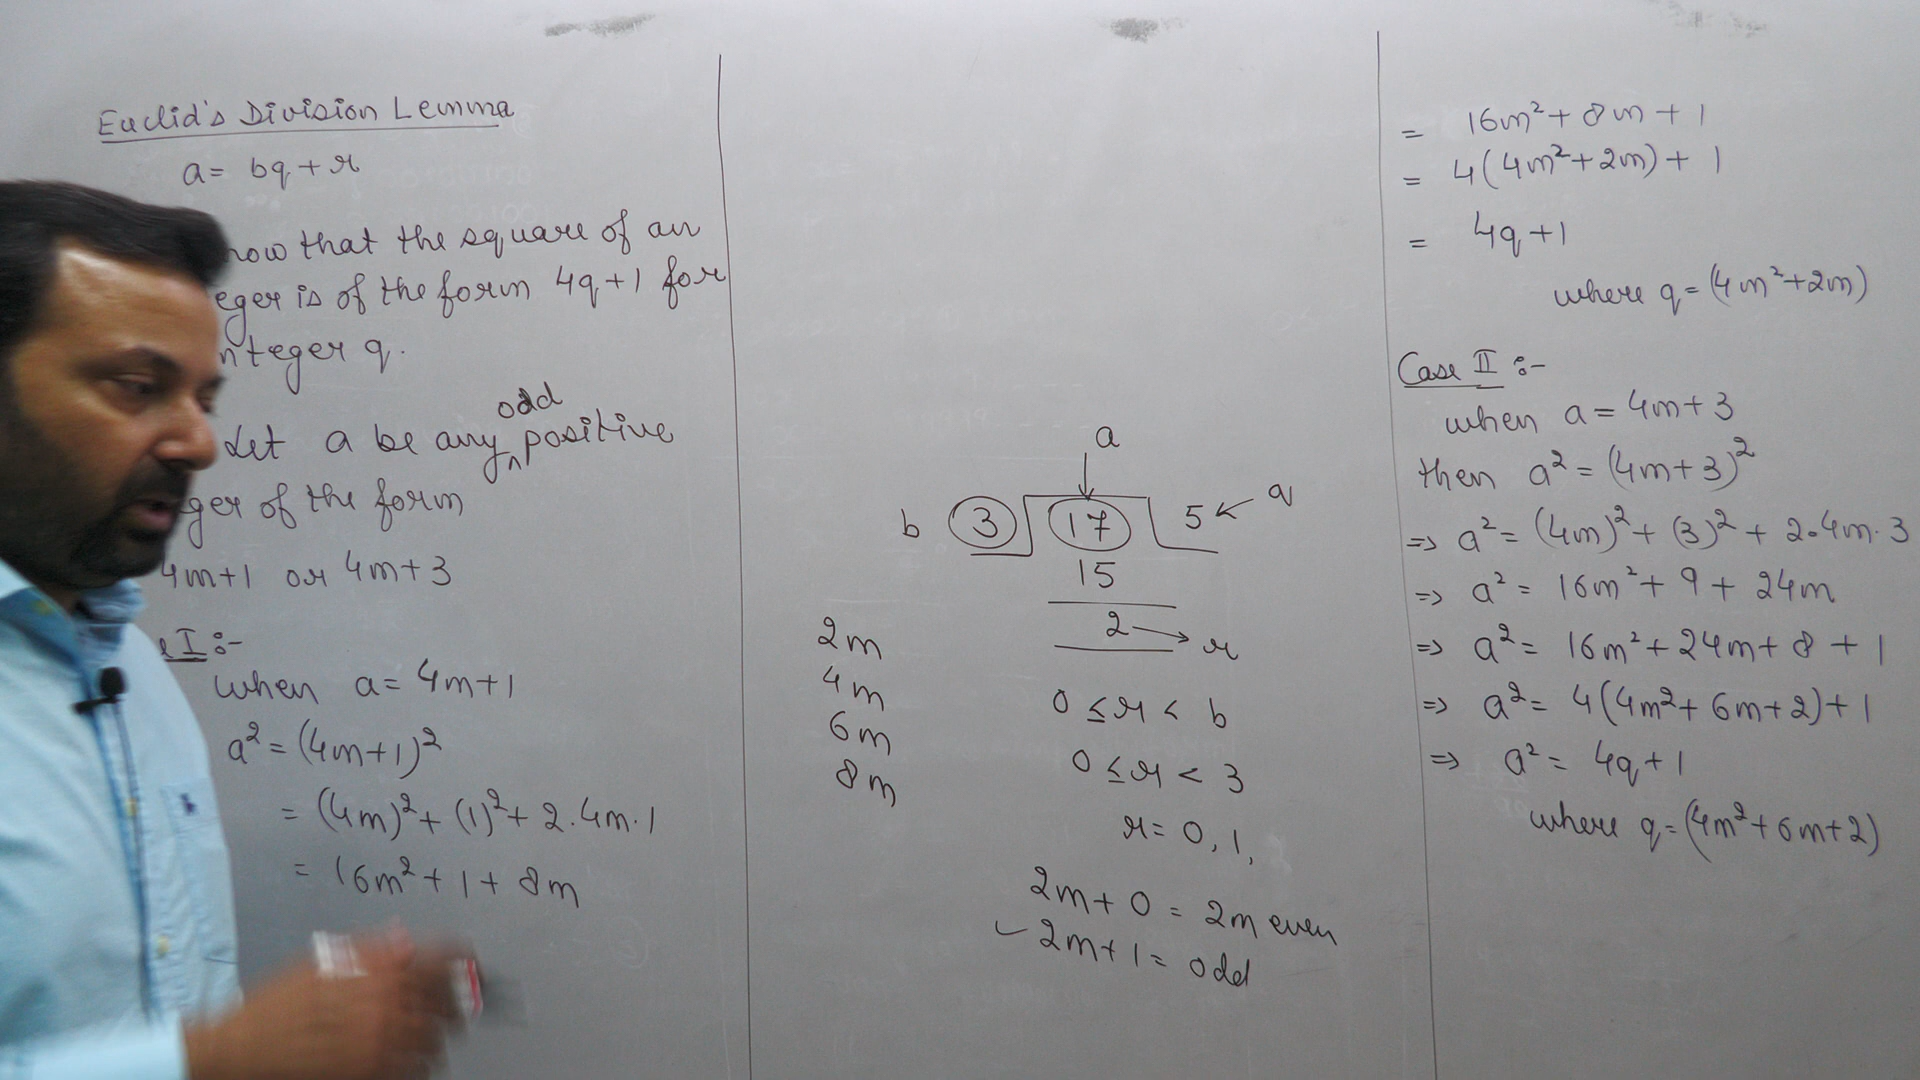 Euclid's Division Lemma
a = bq + r
how that the square of an
eger is of the form 4q+1 for
nteger q.
odd
Let a be any ^ positive
ger of the form
4m+1 or 4m+3
e I :-
when a = 4m+1
a² = (4m+1)²
= (4m)² + (1)² + 2.4m.1
= 16m² + 1 + 8m
a
b 3 17 5 ← q
15
2 → r
2m
4m
6m
8m
0 ≤ r < b
0 ≤ r < 3
r = 0, 1,
2m + 0 = 2m even
✓ 2m + 1 = odd
= 16m² + 8m + 1
= 4(4m² + 2m) + 1
= 4q + 1
where q = (4m² + 2m)
Case II :-
when a = 4m + 3
then a² = (4m+3)²
⇒ a² = (4m)² + (3)² + 2.4m.3
⇒ a² = 16m² + 9 + 24m
⇒ a² = 16m² + 24m + 8 + 1
⇒ a² = 4(4m² + 6m + 2) + 1
⇒ a² = 4q + 1
where q = (4m² + 6m + 2)